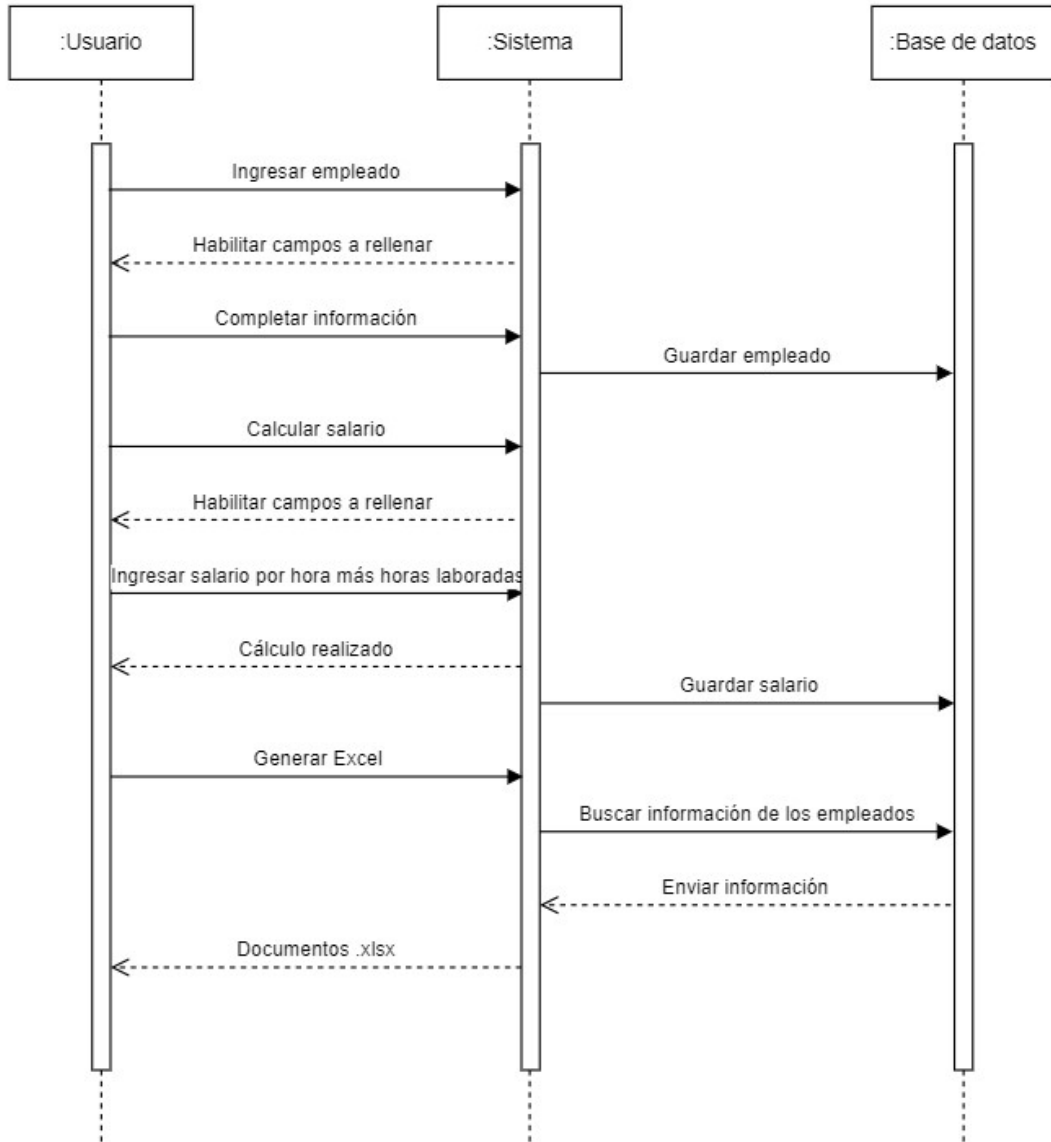 :Usuario
:Sistema
:Base de datos
Ingresar empleado
Habilitar campos a rellenar
Completar información
Guardar empleado
Calcular salario
Habilitar campos a rellenar
Ingresar salario por hora más horas laboradas
Cálculo realizado
Guardar salario
Generar Excel
Buscar información de los empleados
Enviar información
Documentos .xlsx